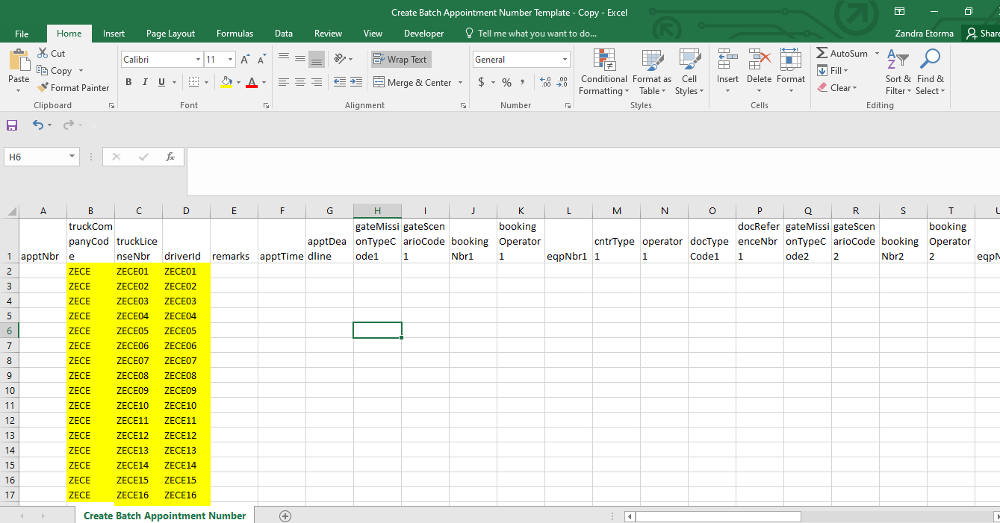 Create Batch Appointment Number Template - Copy - Excel
File Home Insert Page Layout Formulas Data Review View Developer Tell me what you want to do... Zandra Etorma Share
Paste
Cut
Copy
Format Painter
Clipboard
Calibri 11
B I U
Font
Wrap Text
Merge & Center
Alignment
General
$ %
Number
Conditional Formatting
Format as Table
Cell Styles
Styles
Insert Delete Format
Cells
AutoSum
Fill
Clear
Sort & Filter
Find & Select
Editing
H6 fx
A B C D E F G H I J K L M N O P Q R S T U
1 apptNbr truckCompanyCode truckLicenseNbr driverId remarks apptTime apptDeadline gateMissionTypeCode1 gateScenarioCode1 bookingNbr1 bookingOperator1 eqpNbr1 cntrType1 operator1 docTypeCode1 docReferenceNbr1 gateMissionTypeCode2 gateScenarioCode2 bookingNbr2 bookingOperator2 eqpN
2 ZECE ZECE01 ZECE01
3 ZECE ZECE02 ZECE02
4 ZECE ZECE03 ZECE03
5 ZECE ZECE04 ZECE04
6 ZECE ZECE05 ZECE05
7 ZECE ZECE06 ZECE06
8 ZECE ZECE07 ZECE07
9 ZECE ZECE08 ZECE08
10 ZECE ZECE09 ZECE09
11 ZECE ZECE10 ZECE10
12 ZECE ZECE11 ZECE11
13 ZECE ZECE12 ZECE12
14 ZECE ZECE13 ZECE13
15 ZECE ZECE14 ZECE14
16 ZECE ZECE15 ZECE15
17 ZECE ZECE16 ZECE16
Create Batch Appointment Number